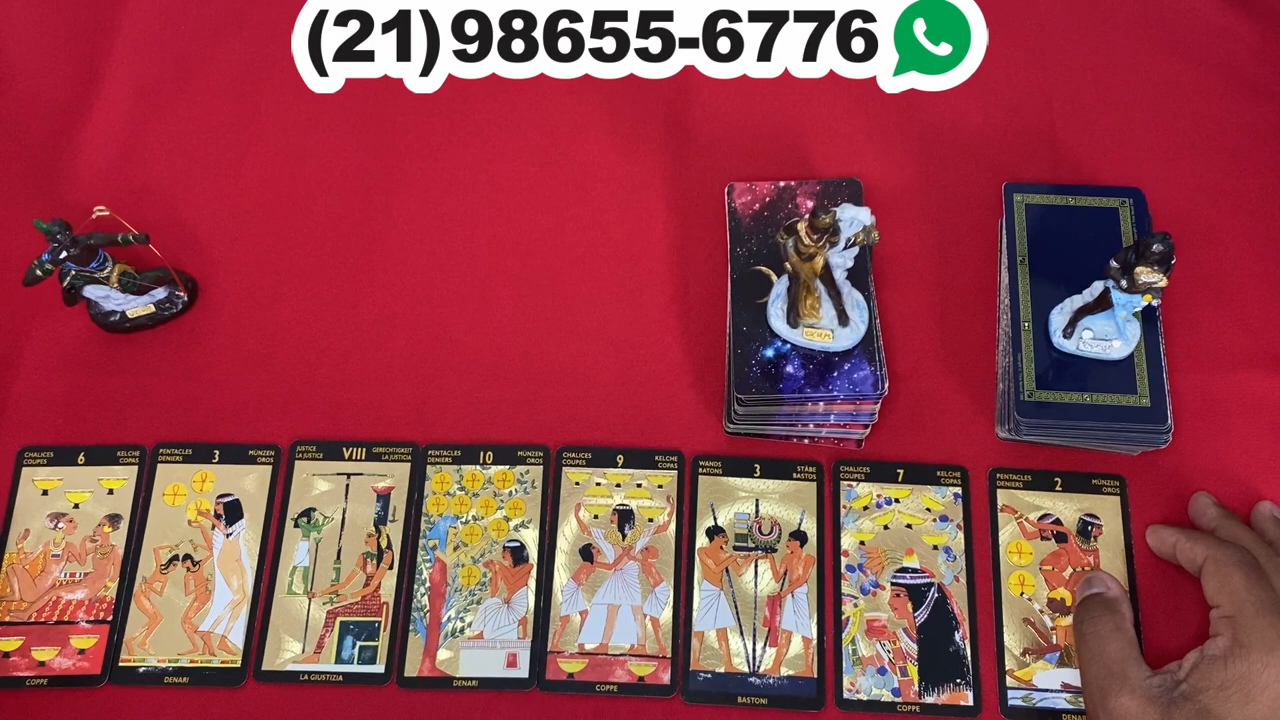 (21)98655-6776
CHALICES
COUPES
6
KELCHE
COPAS
COPPE
PENTACLES
DENIERS
3
MÜNZEN
OROS
DENARI
JUSTICE
LA JUSTICE
VIII
GERECHTIGKEIT
LA JUSTICIA
LA GIUSTIZIA
PENTACLES
DENIERS
10
MÜNZEN
OROS
DENARI
CHALICES
COUPES
9
KELCHE
COPAS
COPPE
WANDS
BATONS
3
STÄBE
BASTOS
BASTONI
CHALICES
COUPES
7
KELCHE
COPAS
COPPE
PENTACLES
DENIERS
2
MÜNZEN
OROS